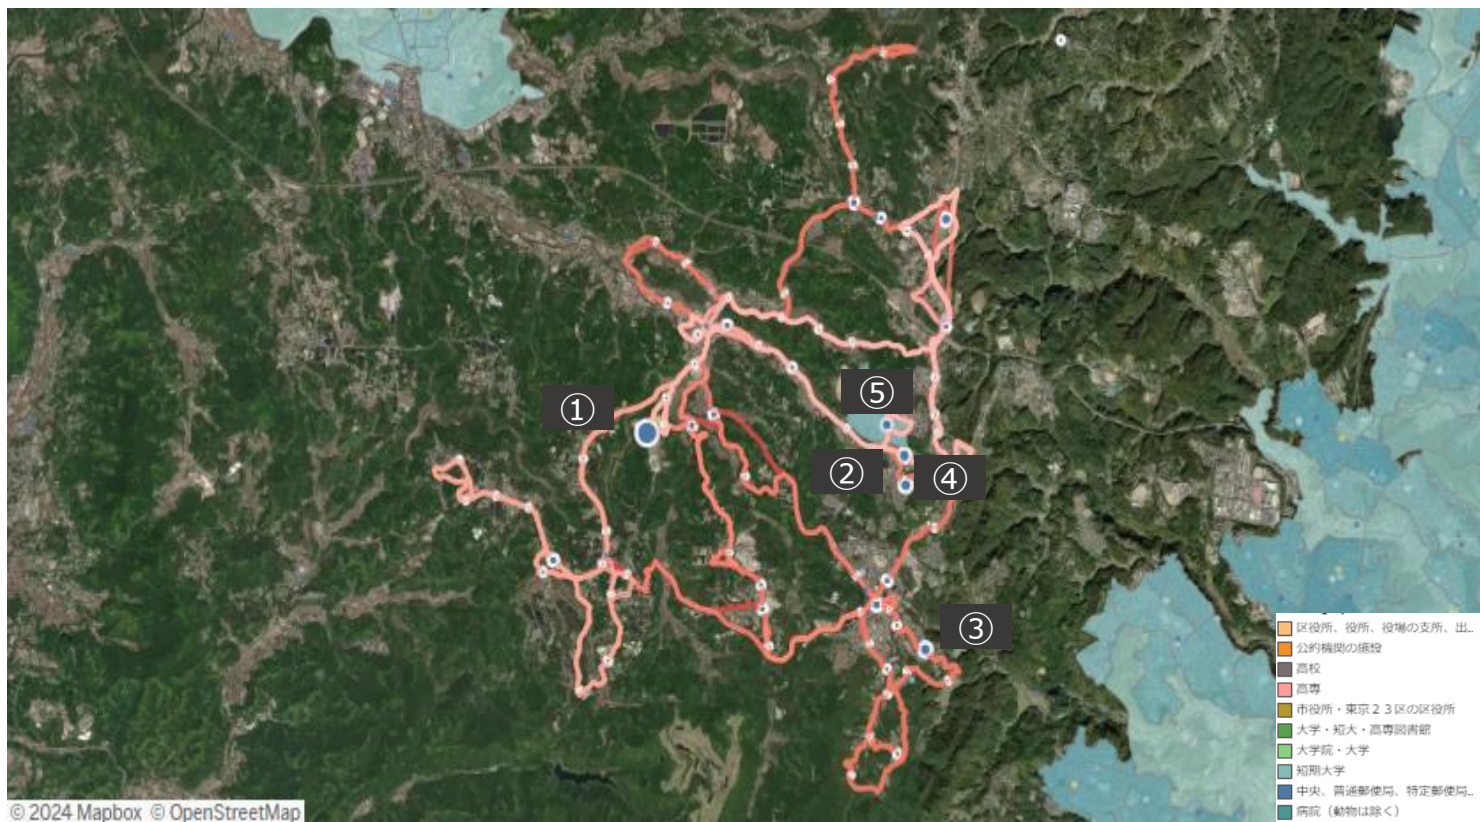 ⑤
①
②
④
③
区役所、役所、役場の支所、出..
公的機関の施設
高校
高専
市役所・東京２３区の区役所
大学・短大・高専図書館
大学院・大学
短期大学
中央、普通郵便局、特定郵便局..
病院（動物は除く）
© 2024 Mapbox © OpenStreetMap